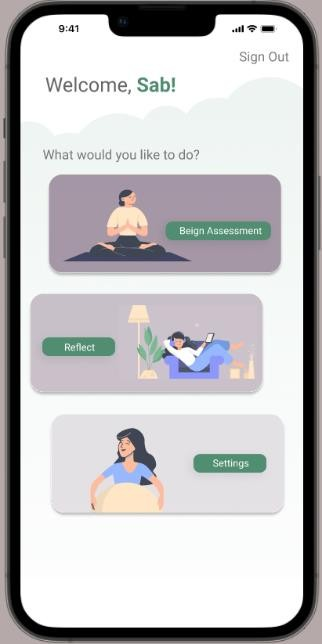 9:41
Sign Out
Welcome, Sab!
What would you like to do?
Beign Assessment
Reflect
Settings